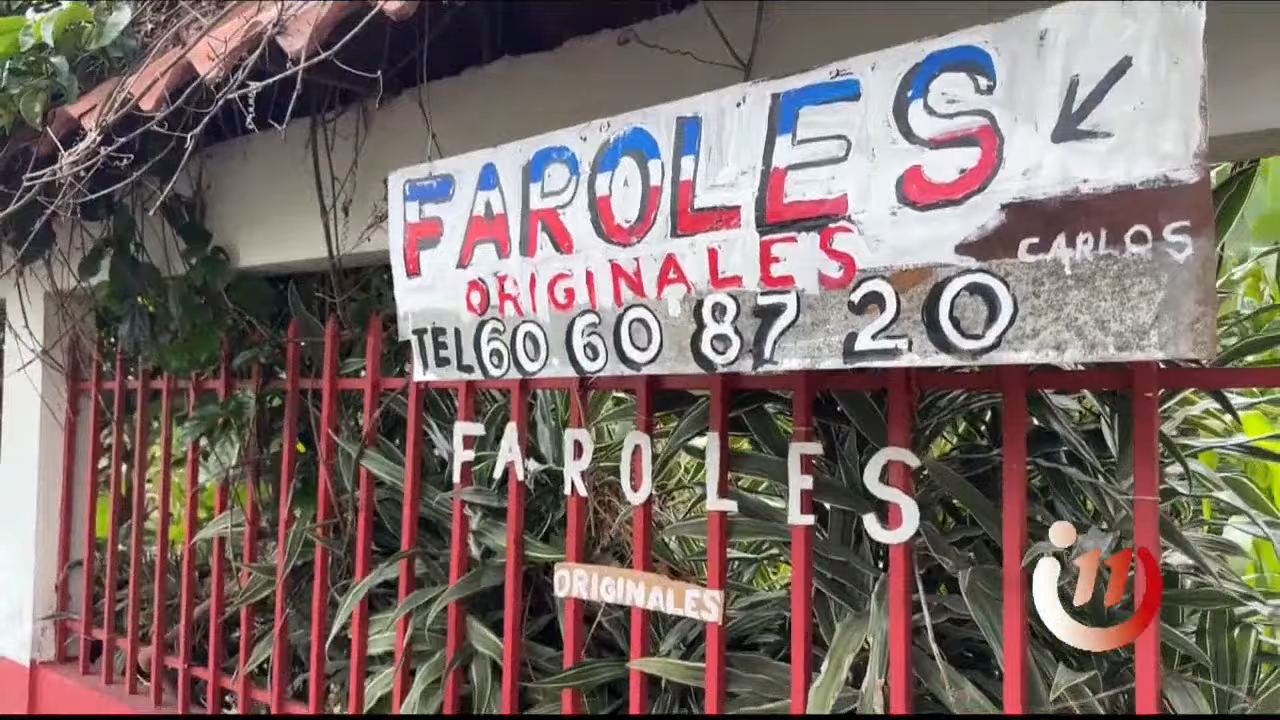 FAROLES
ORIGINALES
CARLOS
TEL 60 60 87 20
FAROLES
ORIGINALES
11